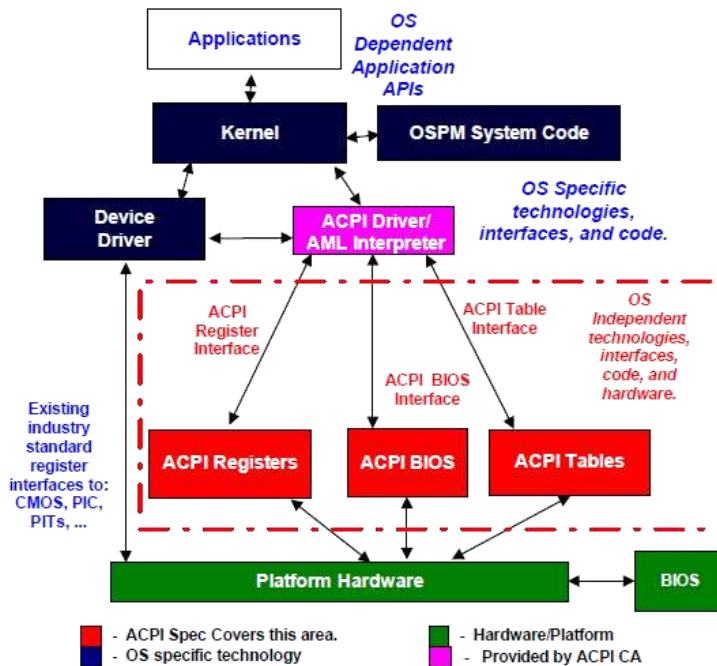 Applications
OS
Dependent
Application
APIs
Kernel
OSPM System Code
OS Specific
technologies,
interfaces, and code.
Device
Driver
ACPI Driver/
AML Interpreter
ACPI
Register
Interface
ACPI BIOS
Interface
ACPI Table
Interface
OS
Independent
technologies,
interfaces,
code, and
hardware.
Existing
industry
standard
register
interfaces to:
CMOS, PIC,
PITs, ...
ACPI Registers
ACPI BIOS
ACPI Tables
Platform Hardware
BIOS
- ACPI Spec Covers this area.
- OS specific technology
- Hardware/Platform
- Provided by ACPI CA